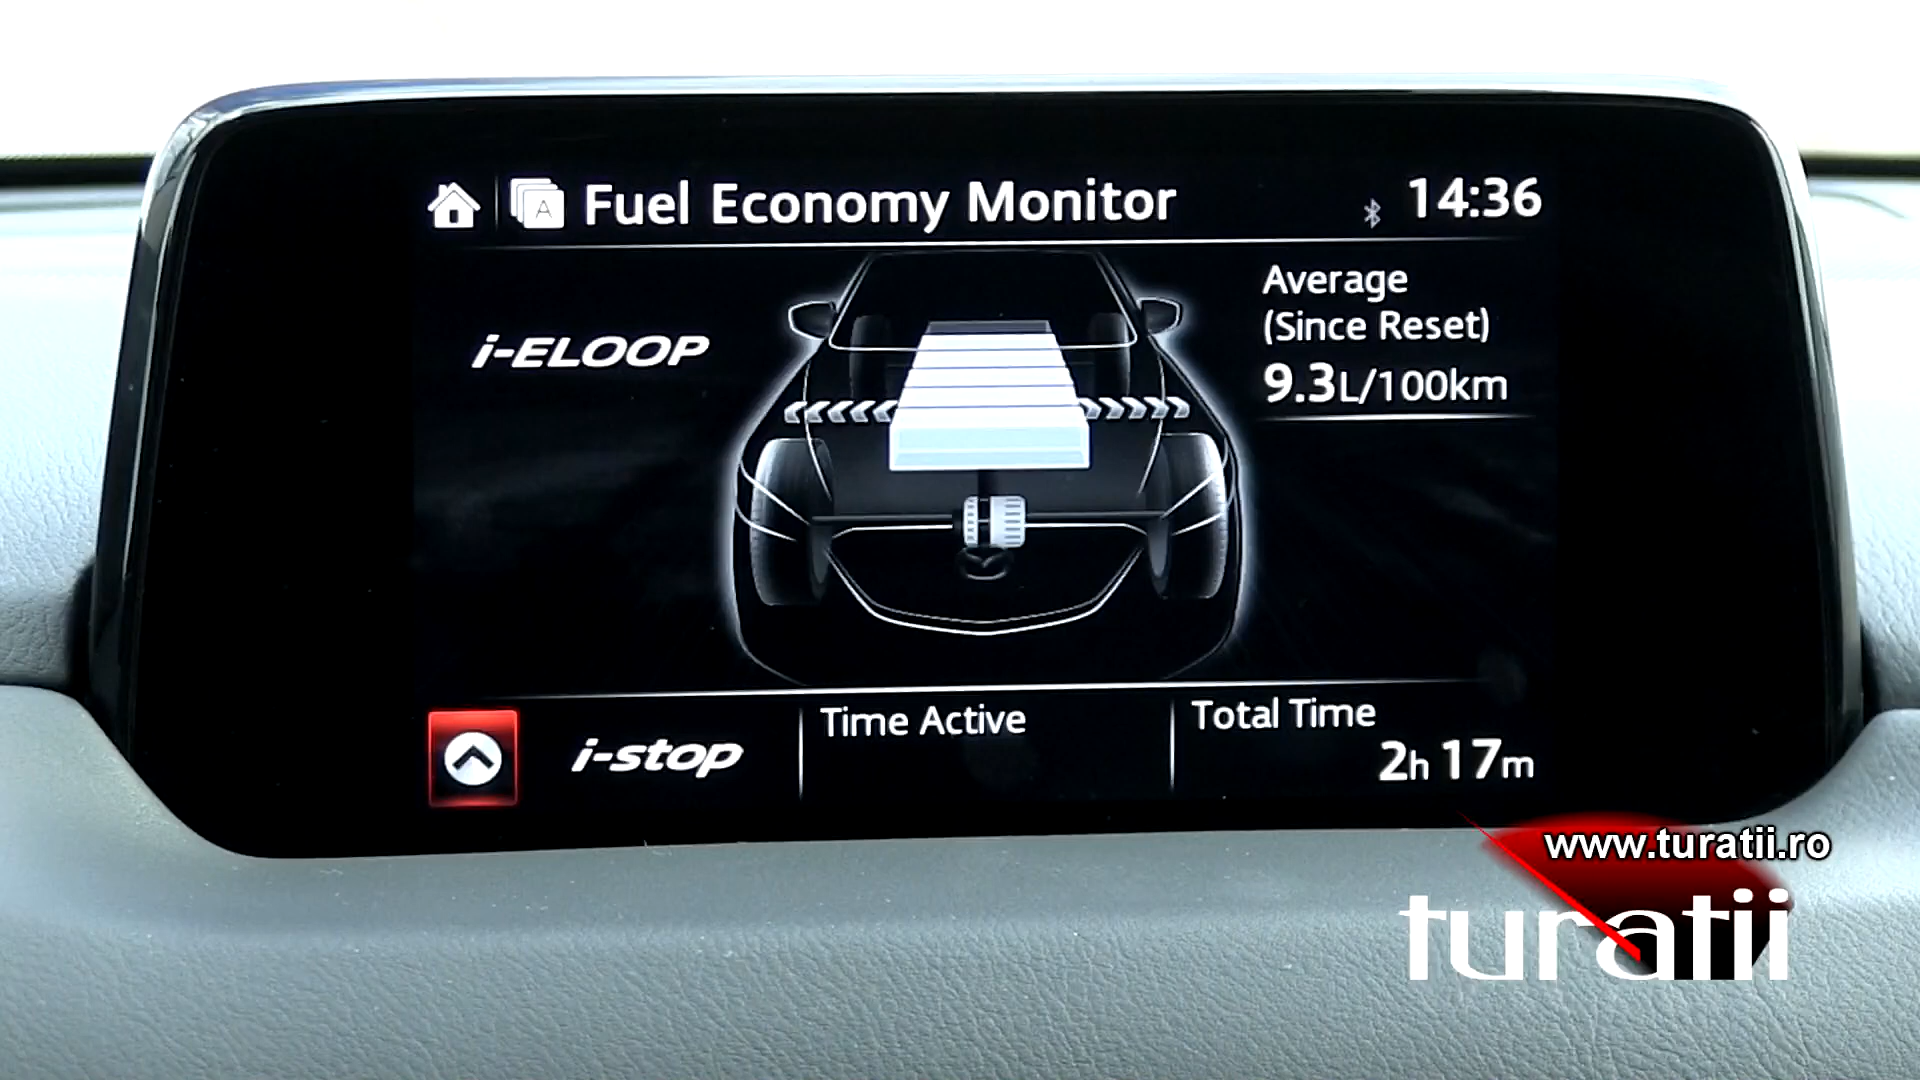 Fuel Economy Monitor
14:36
i-ELOOP
Average
(Since Reset)
9.3L/100km
i-stop
Time Active
Total Time
2h 17m
www.turatii.ro
turatii